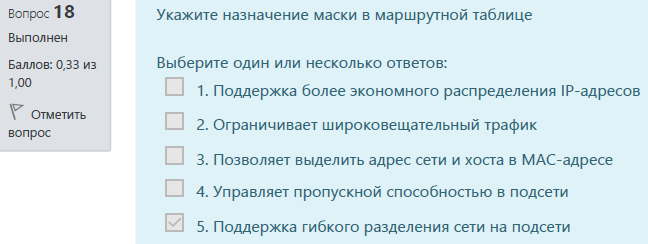 Вопрос 18
Выполнен
Баллов: 0,33 из
1,00
Отметить
вопрос
Укажите назначение маски в маршрутной таблице
Выберите один или несколько ответов:
1. Поддержка более экономного распределения IP-адресов
2. Ограничивает широковещательный трафик
3. Позволяет выделить адрес сети и хоста в MAC-адресе
4. Управляет пропускной способностью в подсети
5. Поддержка гибкого разделения сети на подсети